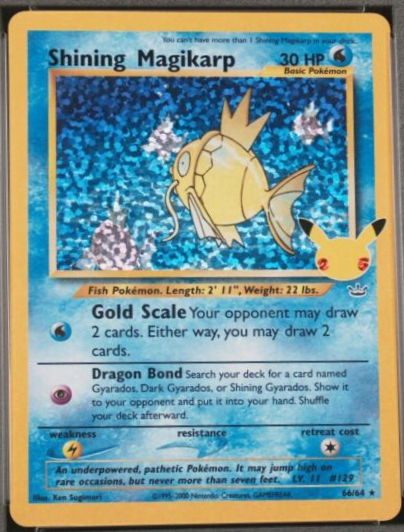 You can't have more than 1 Shining Magikarp in your deck.
Shining Magikarp 30 HP
Basic Pokémon
25
Fish Pokémon. Length: 2' 11", Weight: 22 lbs.
Gold Scale Your opponent may draw
2 cards. Either way, you may draw 2
cards.
Dragon Bond Search your deck for a card named
Gyarados, Dark Gyarados, or Shining Gyarados. Show it
to your opponent and put it into your hand. Shuffle
your deck afterward.
weakness resistance retreat cost
An underpowered, pathetic Pokémon. It may jump high on
rare occasions, but never more than seven feet. LV. 11 #129
Illus. Ken Sugimori ©1995-2000 Nintendo, Creatures, GAMEFREAK. 66/64 ★